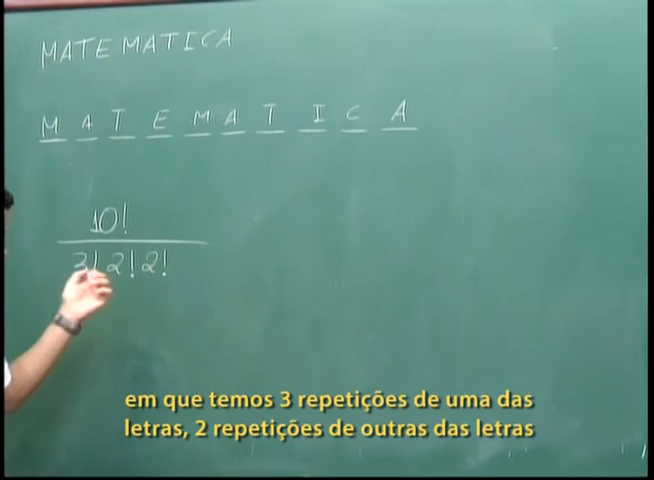 MATEMATICA
M A T E M A T I C A
10!
3! 2! 2!
em que temos 3 repetições de uma das
letras, 2 repetições de outras das letras